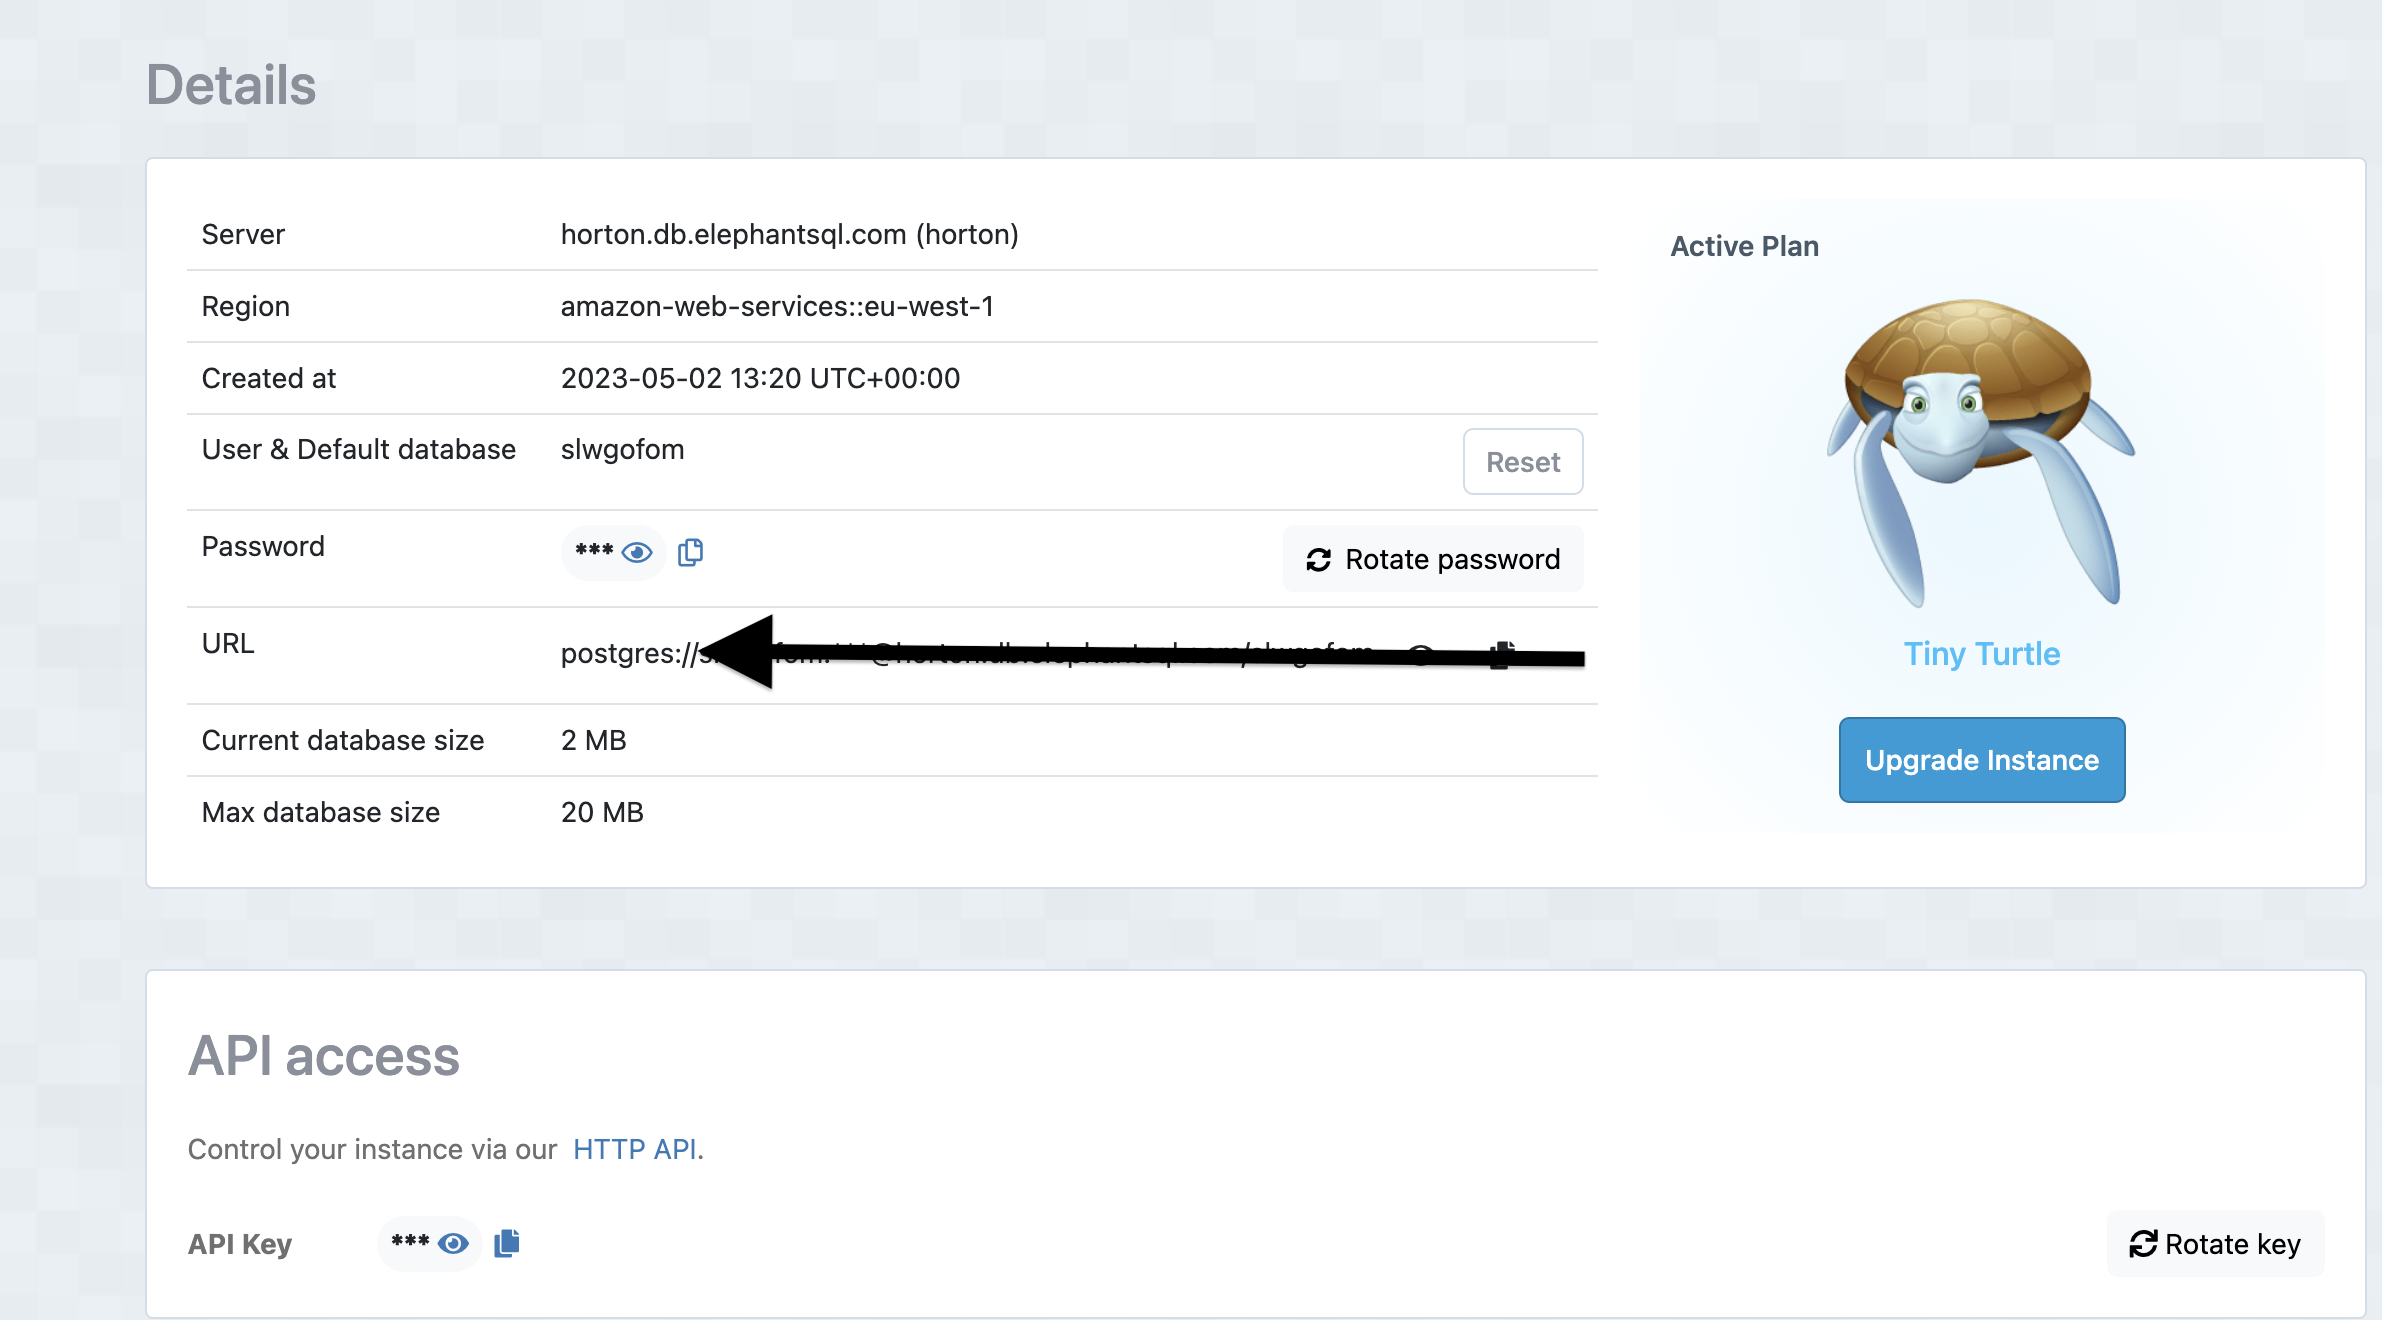 Details
Server horton.db.elephantsql.com (horton)
Active Plan
Region amazon-web-services::eu-west-1
Created at 2023-05-02 13:20 UTC+00:00
User & Default database slwgofom Reset
Password *** Rotate password
URL postgres://
Tiny Turtle
Current database size 2 MB
Upgrade Instance
Max database size 20 MB
API access
Control your instance via our HTTP API.
API Key *** Rotate key